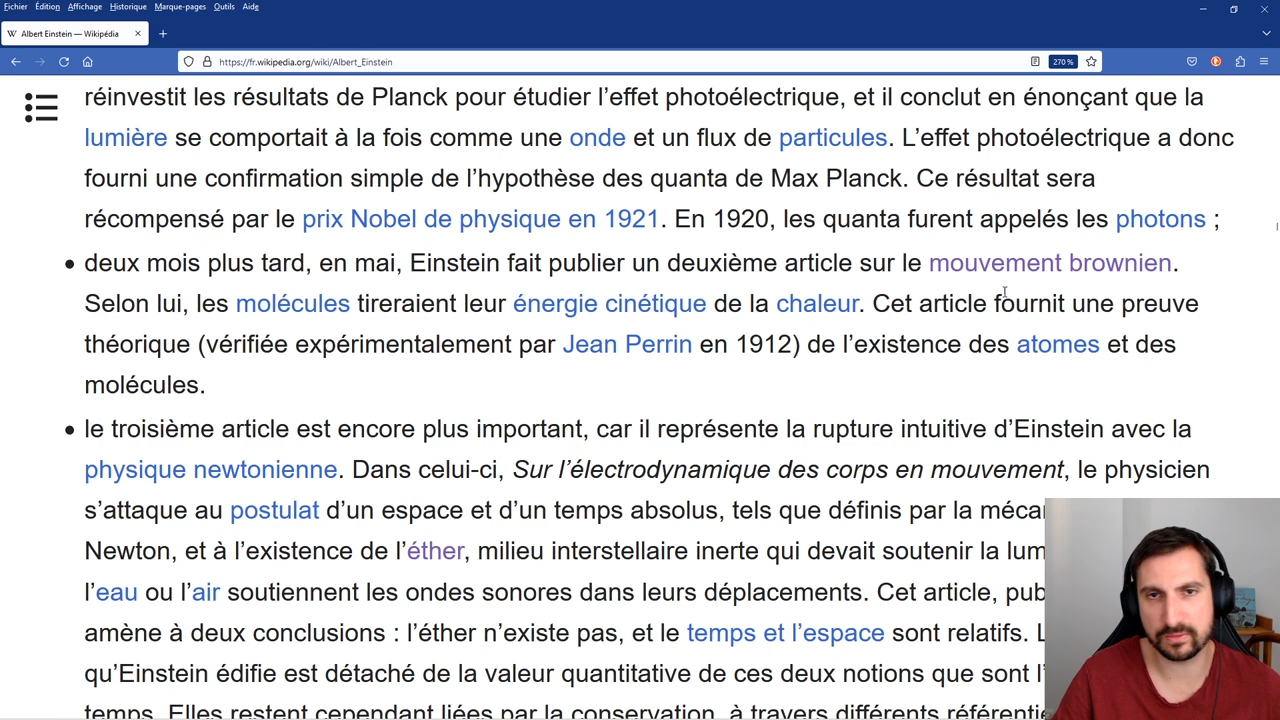 Fichier Édition Affichage Historique Marque-pages Outils Aide
W Albert Einstein — Wikipédia
https://fr.wikipedia.org/wiki/Albert_Einstein 270 %
réinvestit les résultats de Planck pour étudier l’effet photoélectrique, et il conclut en énonçant que la
lumière se comportait à la fois comme une onde et un flux de particules. L’effet photoélectrique a donc
fourni une confirmation simple de l’hypothèse des quanta de Max Planck. Ce résultat sera
récompensé par le prix Nobel de physique en 1921. En 1920, les quanta furent appelés les photons ;
• deux mois plus tard, en mai, Einstein fait publier un deuxième article sur le mouvement brownien.
Selon lui, les molécules tireraient leur énergie cinétique de la chaleur. Cet article fournit une preuve
théorique (vérifiée expérimentalement par Jean Perrin en 1912) de l’existence des atomes et des
molécules.
• le troisième article est encore plus important, car il représente la rupture intuitive d’Einstein avec la
physique newtonienne. Dans celui-ci, Sur l’électrodynamique des corps en mouvement, le physicien
s’attaque au postulat d’un espace et d’un temps absolus, tels que définis par la méca
Newton, et à l’existence de l’éther, milieu interstellaire inerte qui devait soutenir la lum
l’eau ou l’air soutiennent les ondes sonores dans leurs déplacements. Cet article, pub
amène à deux conclusions : l’éther n’existe pas, et le temps et l’espace sont relatifs. L
qu’Einstein édifie est détaché de la valeur quantitative de ces deux notions que sont l’
temps. Elles restent cependant liées par la conservation, à travers différents référentie